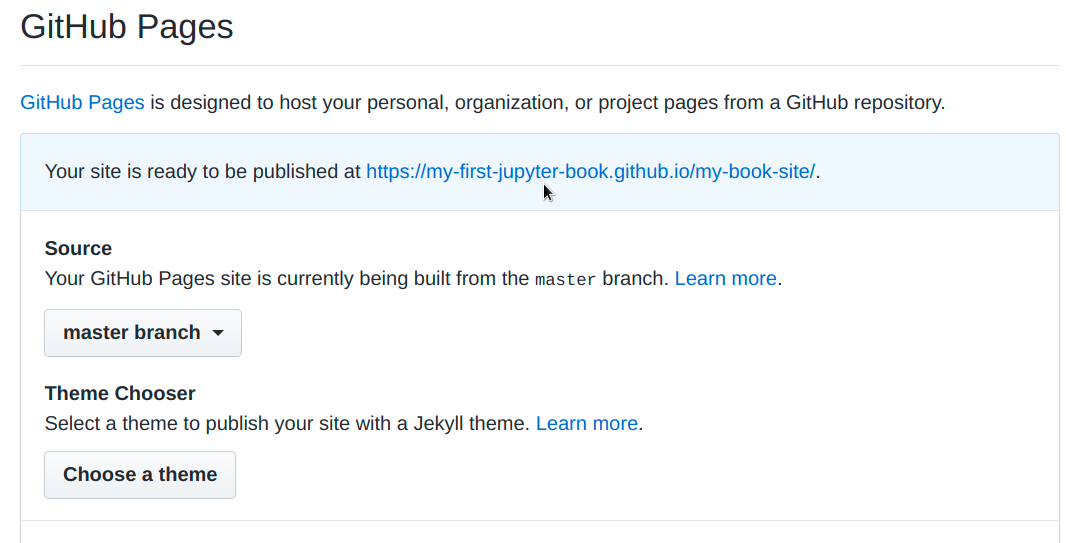 GitHub Pages
GitHub Pages is designed to host your personal, organization, or project pages from a GitHub repository.
Your site is ready to be published at https://my-first-jupyter-book.github.io/my-book-site/.
Source
Your GitHub Pages site is currently being built from the master branch. Learn more.
master branch
Theme Chooser
Select a theme to publish your site with a Jekyll theme. Learn more.
Choose a theme